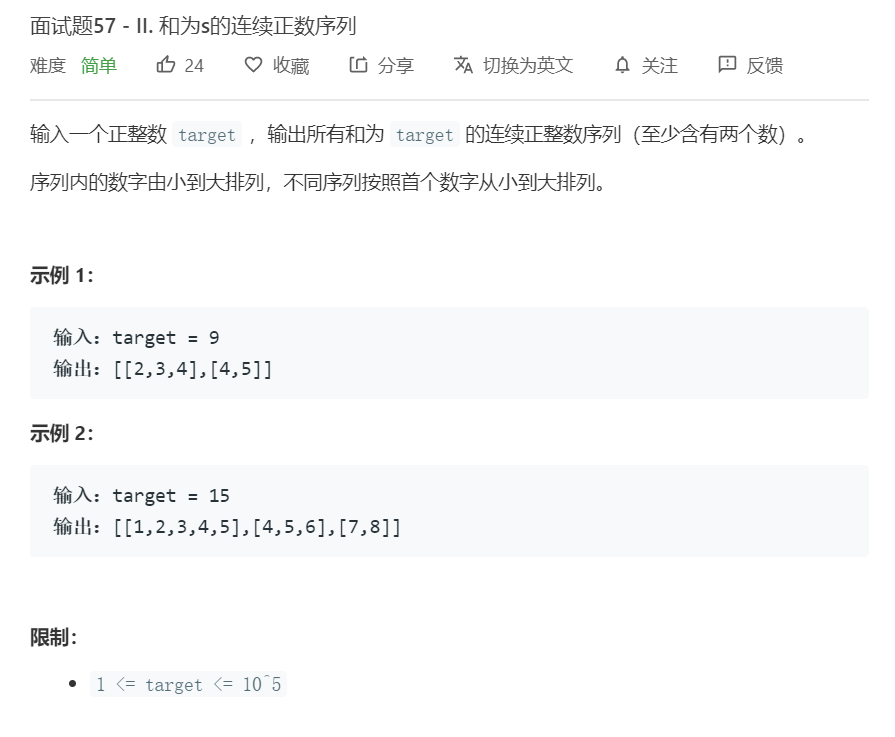 面试题57 - II. 和为s的连续正数序列
难度 简单 24 收藏 分享 切换为英文 关注 反馈
输入一个正整数 target ，输出所有和为 target 的连续正整数序列（至少含有两个数）。
序列内的数字由小到大排列，不同序列按照首个数字从小到大排列。
示例 1：
输入：target = 9
输出：[[2,3,4],[4,5]]
示例 2：
输入：target = 15
输出：[[1,2,3,4,5],[4,5,6],[7,8]]
限制：
1 <= target <= 10^5